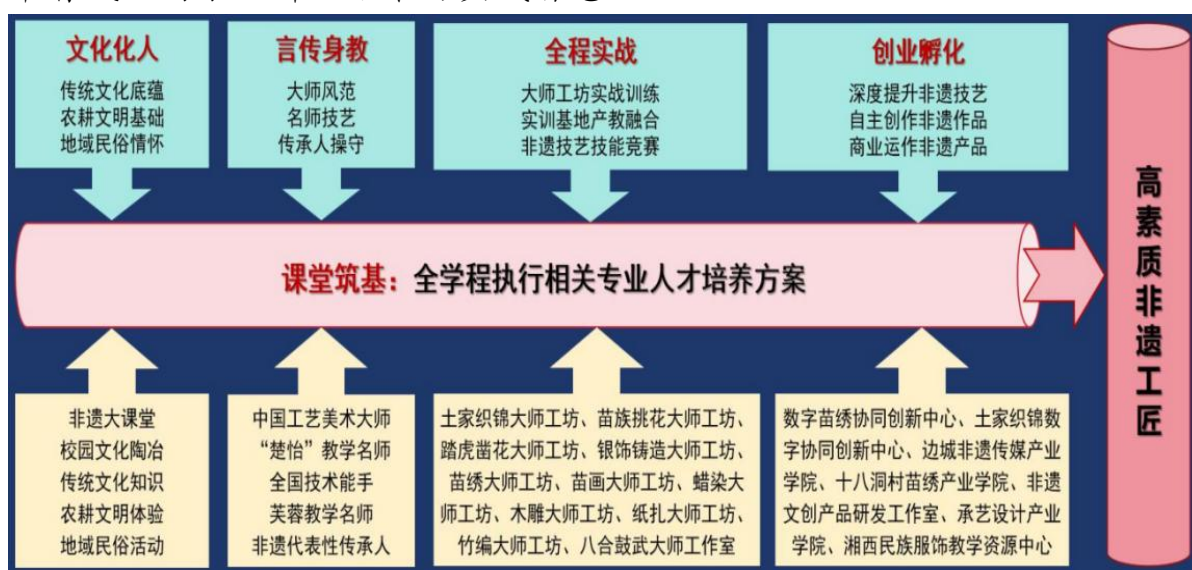 文化化人
传统文化底蕴
农耕文明基础
地域民俗情怀
言传身教
大师风范
名师技艺
传承人操守
全程实战
大师工坊实战训练
实训基地产教融合
非遗技艺技能竞赛
创业孵化
深度提升非遗技艺
自主创作非遗作品
商业运作非遗产品
课堂筑基：全学程执行相关专业人才培养方案
非遗大课堂
校园文化陶冶
传统文化知识
农耕文明体验
地域民俗活动
中国工艺美术大师
“楚怡”教学名师
全国技术能手
芙蓉教学名师
非遗代表性传承人
土家织锦大师工坊、苗族挑花大师工坊、
踏虎凿花大师工坊、银饰铸造大师工坊、
苗绣大师工坊、苗画大师工坊、蜡染大
师工坊、木雕大师工坊、纸扎大师工坊、
竹编大师工坊、八合鼓武大师工作室
数字苗绣协同创新中心、土家织锦数
字协同创新中心、边城非遗传媒产业
学院、十八洞村苗绣产业学院、非遗
文创产品研发工作室、承艺设计产业
学院、湘西民族服饰教学资源中心
高素质非遗工匠